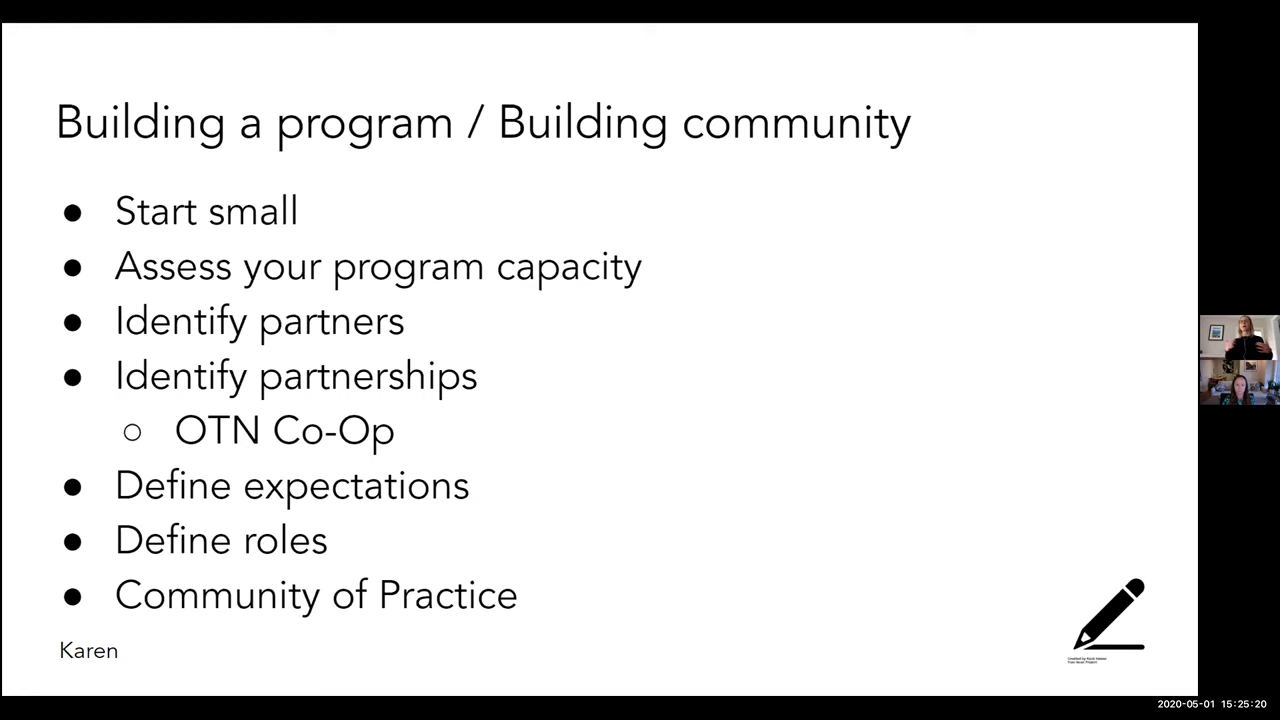 Building a program / Building community
● Start small
● Assess your program capacity
● Identify partners
● Identify partnerships
○ OTN Co-Op
● Define expectations
● Define roles
● Community of Practice
Karen
2020-05-01 15:25:20